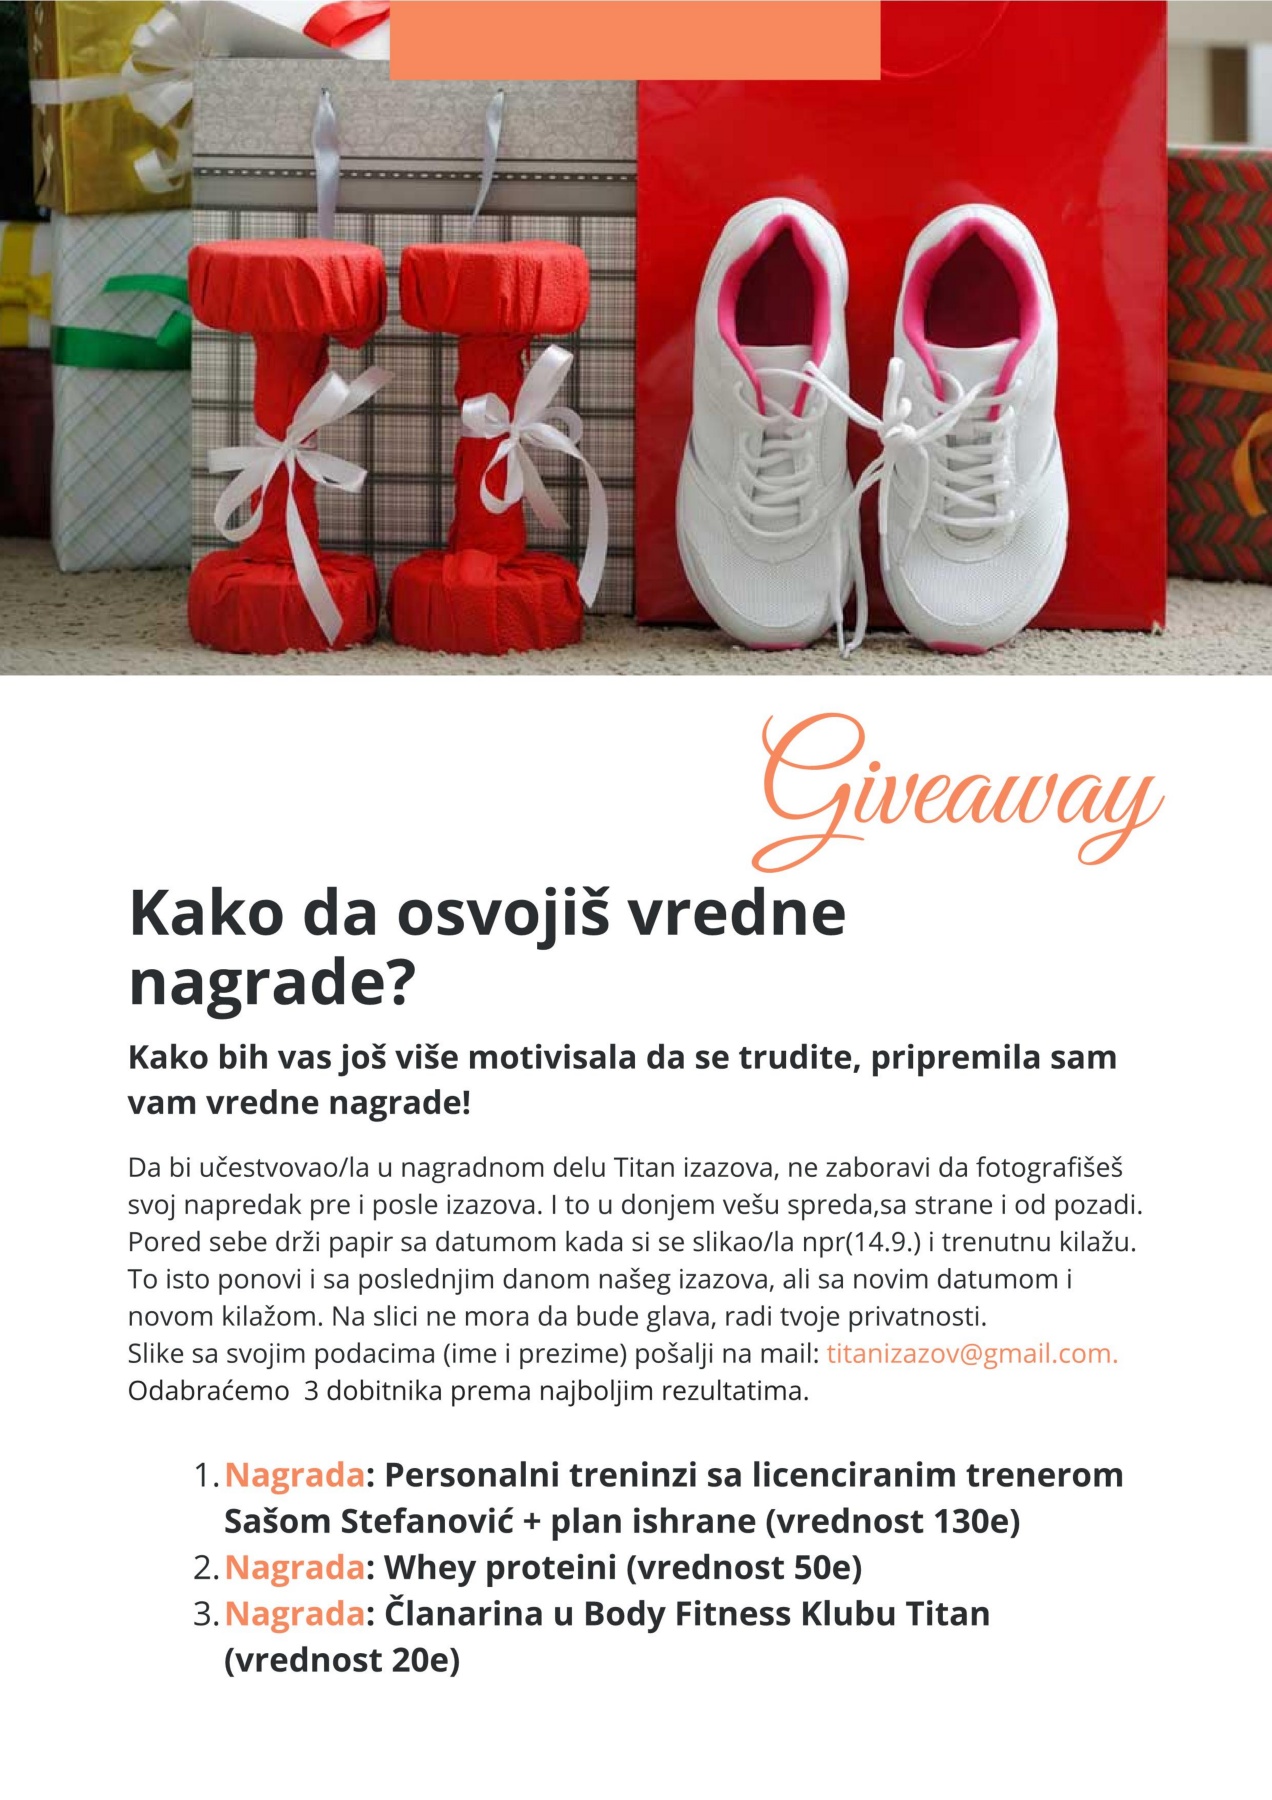 Giveaway
Kako da osvojiš vredne
nagrade?
Kako bih vas još više motivisala da se trudite, pripremila sam
vam vredne nagrade!
Da bi učestvovao/la u nagradnom delu Titan izazova, ne zaboravi da fotografišeš
svoj napredak pre i posle izazova. I to u donjem vešu spreda,sa strane i od pozadi.
Pored sebe drži papir sa datumom kada si se slikao/la npr(14.9.) i trenutnu kilažu.
To isto ponovi i sa poslednjim danom našeg izazova, ali sa novim datumom i
novom kilažom. Na slici ne mora da bude glava, radi tvoje privatnosti.
Slike sa svojim podacima (ime i prezime) pošalji na mail: titanizazov@gmail.com.
Odabraćemo  3 dobitnika prema najboljim rezultatima.
1. Nagrada: Personalni treninzi sa licenciranim trenerom
Sašom Stefanović + plan ishrane (vrednost 130e)
2. Nagrada: Whey proteini (vrednost 50e)
3. Nagrada: Članarina u Body Fitness Klubu Titan
(vrednost 20e)